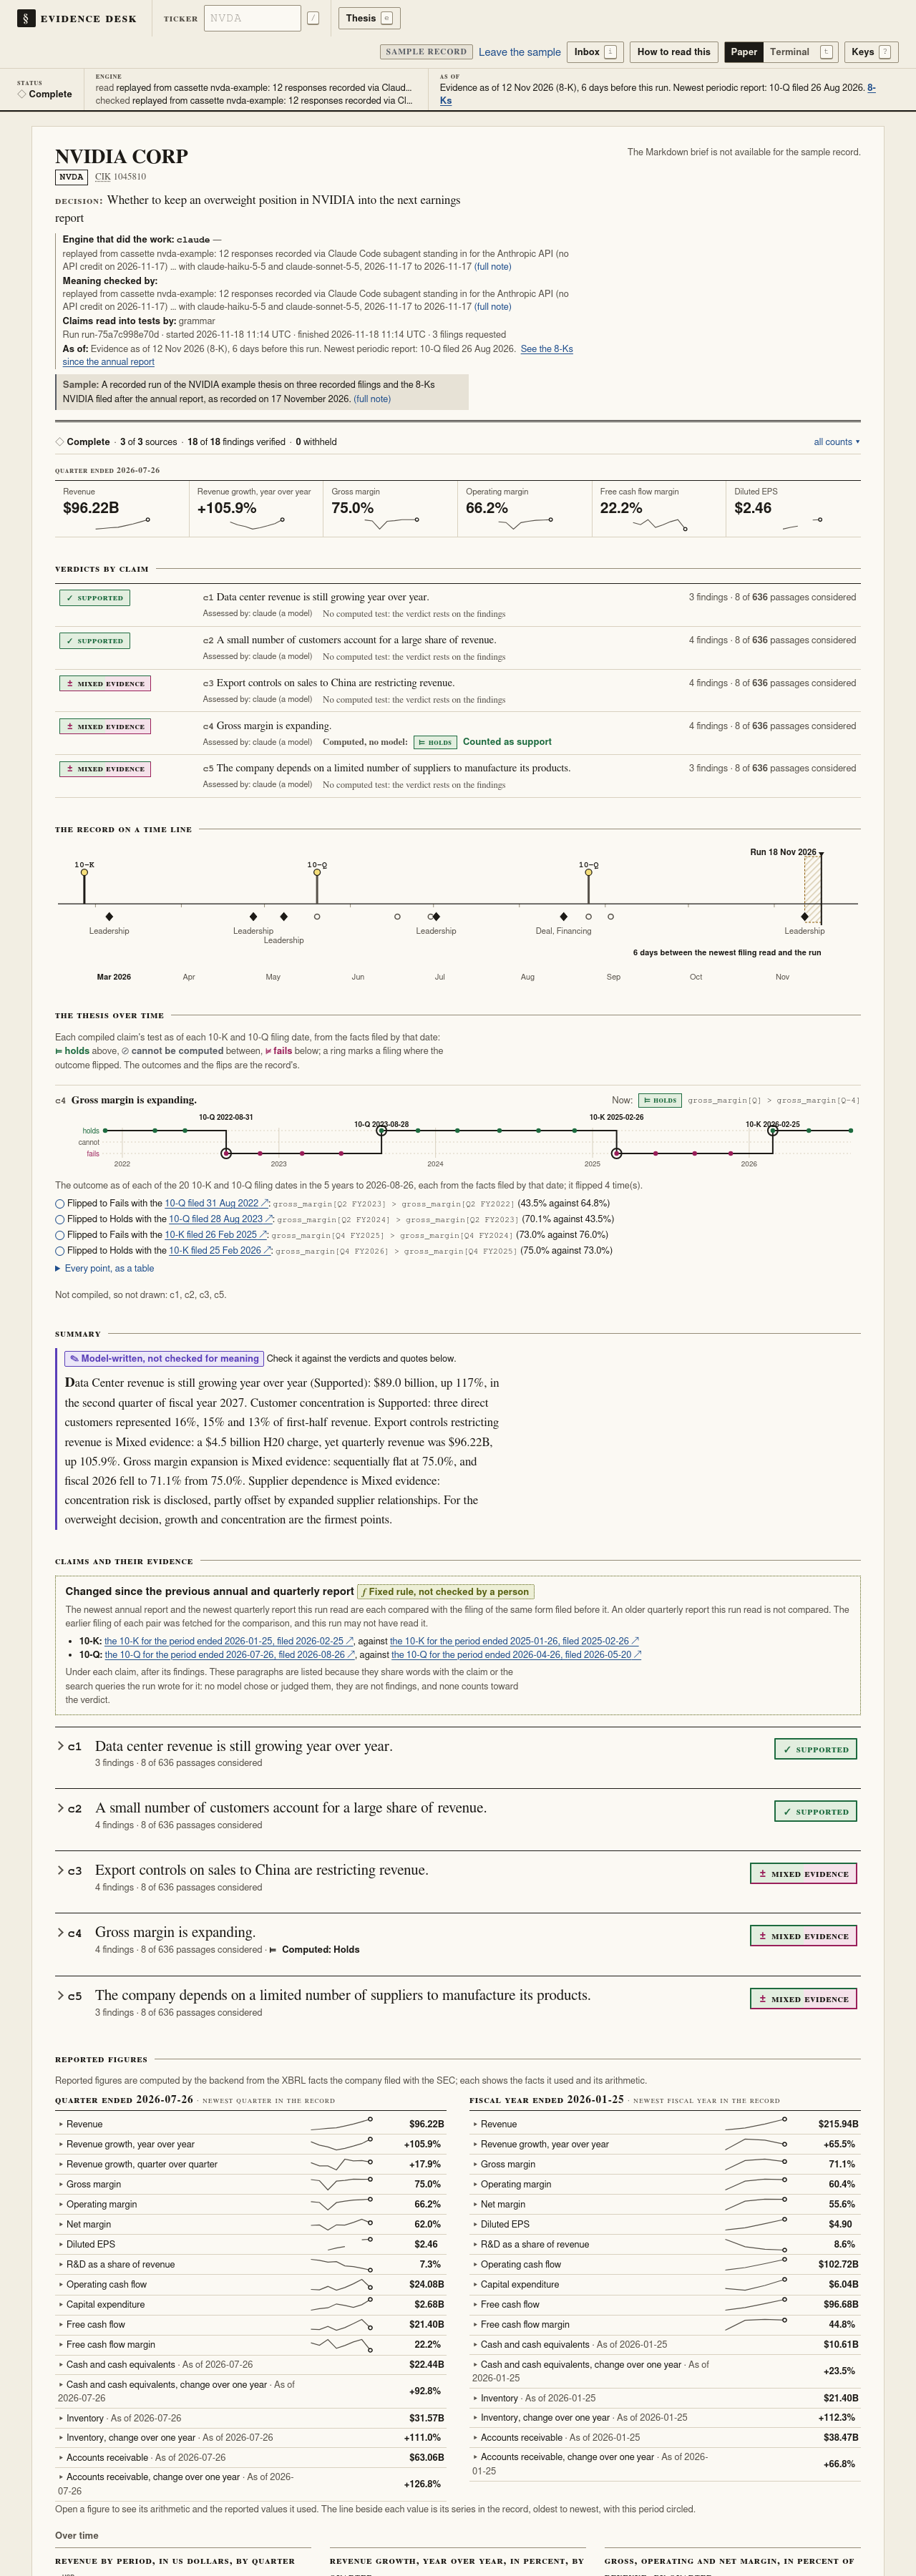 § EVIDENCE DESK TICKER NVDA / Thesis e
SAMPLE RECORD Leave the sample Inbox i How to read this Paper Terminal t Keys ?
STATUS
◇ Complete
ENGINE
read replayed from cassette nvda-example: 12 responses recorded via Claud...
checked replayed from cassette nvda-example: 12 responses recorded via Cl...
AS OF
Evidence as of 12 Nov 2026 (8-K), 6 days before this run. Newest periodic report: 10-Q filed 26 Aug 2026. 8-
Ks
NVIDIA CORP
The Markdown brief is not available for the sample record.
NVDA CIK 1045810
DECISION: Whether to keep an overweight position in NVIDIA into the next earnings
report
Engine that did the work: claude —
replayed from cassette nvda-example: 12 responses recorded via Claude Code subagent standing in for the Anthropic API (no
API credit on 2026-11-17) ... with claude-haiku-5-5 and claude-sonnet-5-5, 2026-11-17 to 2026-11-17 (full note)
Meaning checked by:
replayed from cassette nvda-example: 12 responses recorded via Claude Code subagent standing in for the Anthropic API (no
API credit on 2026-11-17) ... with claude-haiku-5-5 and claude-sonnet-5-5, 2026-11-17 to 2026-11-17 (full note)
Claims read into tests by: grammar
Run run-75a7c998e70d · started 2026-11-18 11:14 UTC · finished 2026-11-18 11:14 UTC · 3 filings requested
As of: Evidence as of 12 Nov 2026 (8-K), 6 days before this run. Newest periodic report: 10-Q filed 26 Aug 2026. See the 8-Ks
since the annual report
Sample: A recorded run of the NVIDIA example thesis on three recorded filings and the 8-Ks
NVIDIA filed after the annual report, as recorded on 17 November 2026. (full note)
◇ Complete · 3 of 3 sources · 18 of 18 findings verified · 0 withheld all counts ▾
QUARTER ENDED 2026-07-26
Revenue Revenue growth, year over year Gross margin Operating margin Free cash flow margin Diluted EPS
$96.22B +105.9% 75.0% 66.2% 22.2% $2.46
VERDICTS BY CLAIM
✓ SUPPORTED c1 Data center revenue is still growing year over year. 3 findings · 8 of 636 passages considered
Assessed by: claude (a model) No computed test: the verdict rests on the findings
✓ SUPPORTED c2 A small number of customers account for a large share of revenue. 4 findings · 8 of 636 passages considered
Assessed by: claude (a model) No computed test: the verdict rests on the findings
± MIXED EVIDENCE c3 Export controls on sales to China are restricting revenue. 4 findings · 8 of 636 passages considered
Assessed by: claude (a model) No computed test: the verdict rests on the findings
± MIXED EVIDENCE c4 Gross margin is expanding. 4 findings · 8 of 636 passages considered
Assessed by: claude (a model) Computed, no model: ⊨ HOLDS Counted as support
± MIXED EVIDENCE c5 The company depends on a limited number of suppliers to manufacture its products. 3 findings · 8 of 636 passages considered
Assessed by: claude (a model) No computed test: the verdict rests on the findings
THE RECORD ON A TIME LINE
Run 18 Nov 2026
10-K 10-Q 10-Q
Leadership Leadership Leadership Deal, Financing Leadership
Leadership
6 days between the newest filing read and the run
Mar 2026 Apr May Jun Jul Aug Sep Oct Nov
THE THESIS OVER TIME
Each compiled claim's test as of each 10-K and 10-Q filing date, from the facts filed by that date:
⊨ holds above, ⊘ cannot be computed between, ⊭ fails below; a ring marks a filing where the
outcome flipped. The outcomes and the flips are the record's.
c4 Gross margin is expanding. Now: ⊨ HOLDS gross_margin[Q] > gross_margin[Q-4]
10-Q 2022-08-31 10-Q 2023-08-28 10-K 2025-02-26 10-K 2026-02-25
holds
cannot
fails
2022 2023 2024 2025 2026
The outcome as of each of the 20 10-K and 10-Q filing dates in the 5 years to 2026-08-26, each from the facts filed by that date; it flipped 4 time(s).
Flipped to Fails with the 10-Q filed 31 Aug 2022 ↗: gross_margin[Q2 FY2023] > gross_margin[Q2 FY2022] (43.5% against 64.8%)
Flipped to Holds with the 10-Q filed 28 Aug 2023 ↗: gross_margin[Q2 FY2024] > gross_margin[Q2 FY2023] (70.1% against 43.5%)
Flipped to Fails with the 10-K filed 26 Feb 2025 ↗: gross_margin[Q4 FY2025] > gross_margin[Q4 FY2024] (73.0% against 76.0%)
Flipped to Holds with the 10-K filed 25 Feb 2026 ↗: gross_margin[Q4 FY2026] > gross_margin[Q4 FY2025] (75.0% against 73.0%)
▶ Every point, as a table
Not compiled, so not drawn: c1, c2, c3, c5.
SUMMARY
✎ Model-written, not checked for meaning Check it against the verdicts and quotes below.
Data Center revenue is still growing year over year (Supported): $89.0 billion, up 117%, in
the second quarter of fiscal year 2027. Customer concentration is Supported: three direct
customers represented 16%, 15% and 13% of first-half revenue. Export controls restricting
revenue is Mixed evidence: a $4.5 billion H20 charge, yet quarterly revenue was $96.22B,
up 105.9%. Gross margin expansion is Mixed evidence: sequentially flat at 75.0%, and
fiscal 2026 fell to 71.1% from 75.0%. Supplier dependence is Mixed evidence:
concentration risk is disclosed, partly offset by expanded supplier relationships. For the
overweight decision, growth and concentration are the firmest points.
CLAIMS AND THEIR EVIDENCE
Changed since the previous annual and quarterly report ƒ Fixed rule, not checked by a person
The newest annual report and the newest quarterly report this run read are each compared with the filing of the same form filed before it. An older quarterly report this run read is not compared. The
earlier filing of each pair was fetched for the comparison, and this run may not have read it.
• 10-K: the 10-K for the period ended 2026-01-25, filed 2026-02-25 ↗, against the 10-K for the period ended 2025-01-26, filed 2025-02-26 ↗
• 10-Q: the 10-Q for the period ended 2026-07-26, filed 2026-08-26 ↗, against the 10-Q for the period ended 2026-04-26, filed 2026-05-20 ↗
Under each claim, after its findings. These paragraphs are listed because they share words with the claim or the
search queries the run wrote for it: no model chose or judged them, they are not findings, and none counted toward
the verdict.
c1 Data center revenue is still growing year over year. ✓ SUPPORTED
3 findings · 8 of 636 passages considered
c2 A small number of customers account for a large share of revenue. ✓ SUPPORTED
4 findings · 8 of 636 passages considered
c3 Export controls on sales to China are restricting revenue. ± MIXED EVIDENCE
4 findings · 8 of 636 passages considered
c4 Gross margin is expanding. ± MIXED EVIDENCE
4 findings · 8 of 636 passages considered · ⊨ Computed: Holds
c5 The company depends on a limited number of suppliers to manufacture its products. ± MIXED EVIDENCE
3 findings · 8 of 636 passages considered
REPORTED FIGURES
Reported figures are computed by the backend from the XBRL facts the company filed with the SEC; each shows the facts it used and its arithmetic.
QUARTER ENDED 2026-07-26 · NEWEST QUARTER IN THE RECORD
▸ Revenue $96.22B
▸ Revenue growth, year over year +105.9%
▸ Revenue growth, quarter over quarter +17.9%
▸ Gross margin 75.0%
▸ Operating margin 66.2%
▸ Net margin 62.0%
▸ Diluted EPS $2.46
▸ R&D as a share of revenue 7.3%
▸ Operating cash flow $24.08B
▸ Capital expenditure $2.68B
▸ Free cash flow $21.40B
▸ Free cash flow margin 22.2%
▸ Cash and cash equivalents · As of 2026-07-26 $22.44B
▸ Cash and cash equivalents, change over one year · As of
2026-07-26 +92.8%
▸ Inventory · As of 2026-07-26 $31.57B
▸ Inventory, change over one year · As of 2026-07-26 +111.0%
▸ Accounts receivable · As of 2026-07-26 $63.06B
▸ Accounts receivable, change over one year · As of 2026-
07-26 +126.8%
FISCAL YEAR ENDED 2026-01-25 · NEWEST FISCAL YEAR IN THE RECORD
▸ Revenue $215.94B
▸ Revenue growth, year over year +65.5%
▸ Gross margin 71.1%
▸ Operating margin 60.4%
▸ Net margin 55.6%
▸ Diluted EPS $4.90
▸ R&D as a share of revenue 8.6%
▸ Operating cash flow $102.72B
▸ Capital expenditure $6.04B
▸ Free cash flow $96.68B
▸ Free cash flow margin 44.8%
▸ Cash and cash equivalents · As of 2026-01-25 $10.61B
▸ Cash and cash equivalents, change over one year · As of
2026-01-25 +23.5%
▸ Inventory · As of 2026-01-25 $21.40B
▸ Inventory, change over one year · As of 2026-01-25 +112.3%
▸ Accounts receivable · As of 2026-01-25 $38.47B
▸ Accounts receivable, change over one year · As of 2026-
01-25 +66.8%
Open a figure to see its arithmetic and the reported values it used. The line beside each value is its series in the record, oldest to newest, with this period circled.
Over time
REVENUE BY PERIOD, IN US DOLLARS, BY QUARTER
REVENUE GROWTH, YEAR OVER YEAR, IN PERCENT, BY
GROSS, OPERATING AND NET MARGIN, IN PERCENT OF